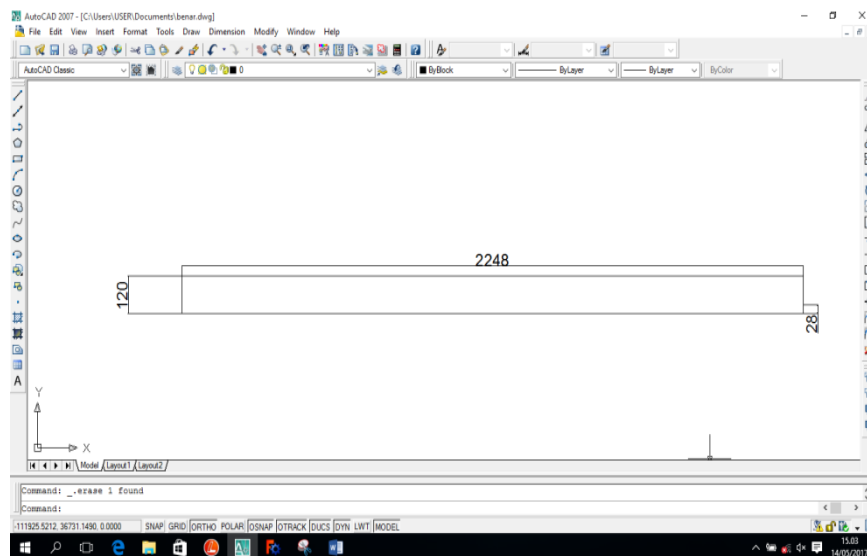 AutoCAD 2007 - [C:\Users\USER\Documents\benar.dwg]
File Edit View Insert Format Tools Draw Dimension Modify Window Help
AutoCAD Classic 0 ByBlock ByLayer ByLayer ByColor
2248
120
28
Y
X
Model Layout1 Layout2
Command: _.erase 1 found
Command:
-111925.5212, 36731.1490, 0.0000 SNAP GRID ORTHO POLAR OSNAP OTRACK DUCS DYN LWT MODEL
15.03